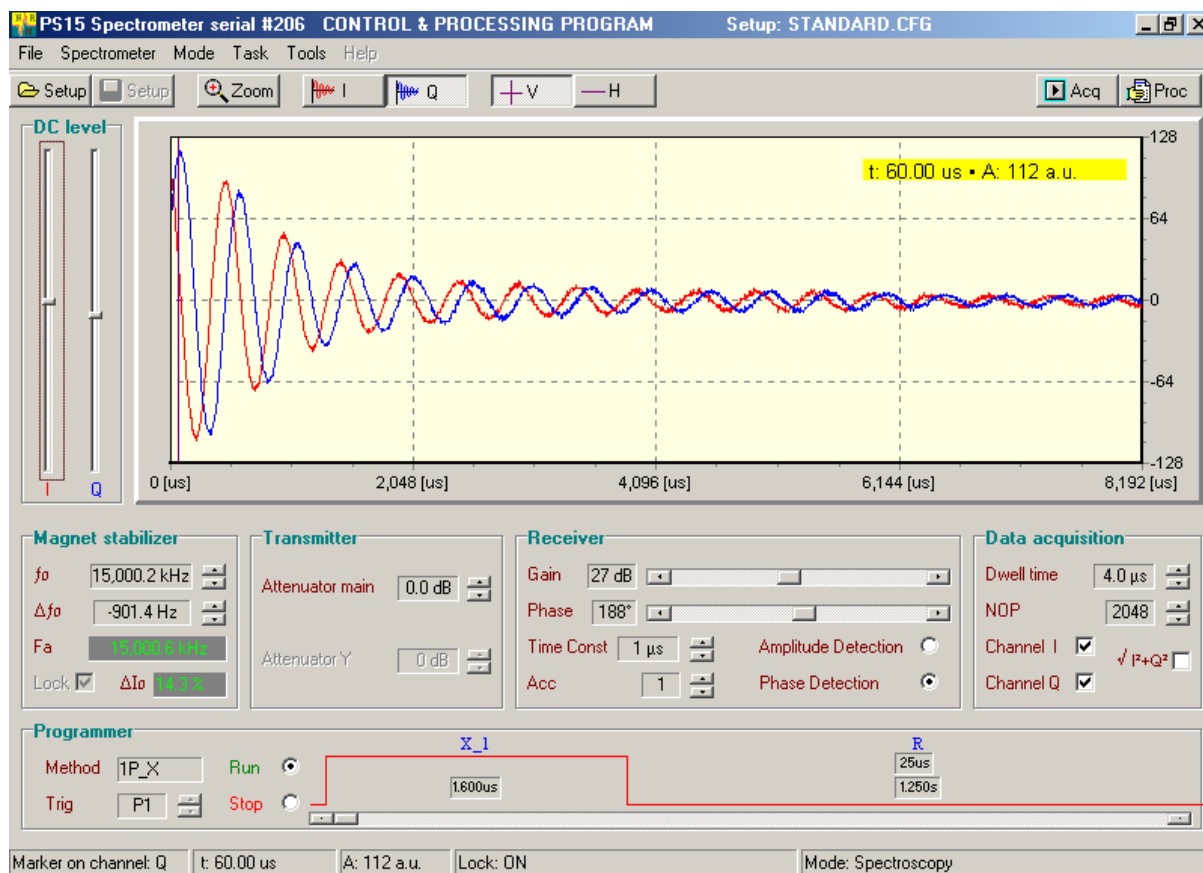 PS15 Spectrometer serial #206 CONTROL & PROCESSING PROGRAM Setup: STANDARD.CFG
File Spectrometer Mode Task Tools Help
Setup Setup Zoom I Q V H Acq Proc
DC level
128
t: 60.00 us ▪ A: 112 a.u.
64
0
-64
-128
I Q
0 [us] 2,048 [us] 4,096 [us] 6,144 [us] 8,192 [us]
Magnet stabilizer Transmitter Receiver Data acquisition
fo 15,000.2 kHz Attenuator main 0.0 dB Gain 27 dB Dwell time 4.0 µs
Δfo -901.4 Hz Phase 188° NOP 2048
Fa 15,000.6 kHz Attenuator Y 0 dB Time Const 1 µs Amplitude Detection Channel I √ I²+Q²
Lock ΔIo 14.3 % Acc 1 Phase Detection Channel Q
Programmer
X_1 R
Method 1P_X Run 25us
1.600us 1.250s
Trig P1 Stop
Marker on channel: Q t: 60.00 us A: 112 a.u. Lock: ON Mode: Spectroscopy